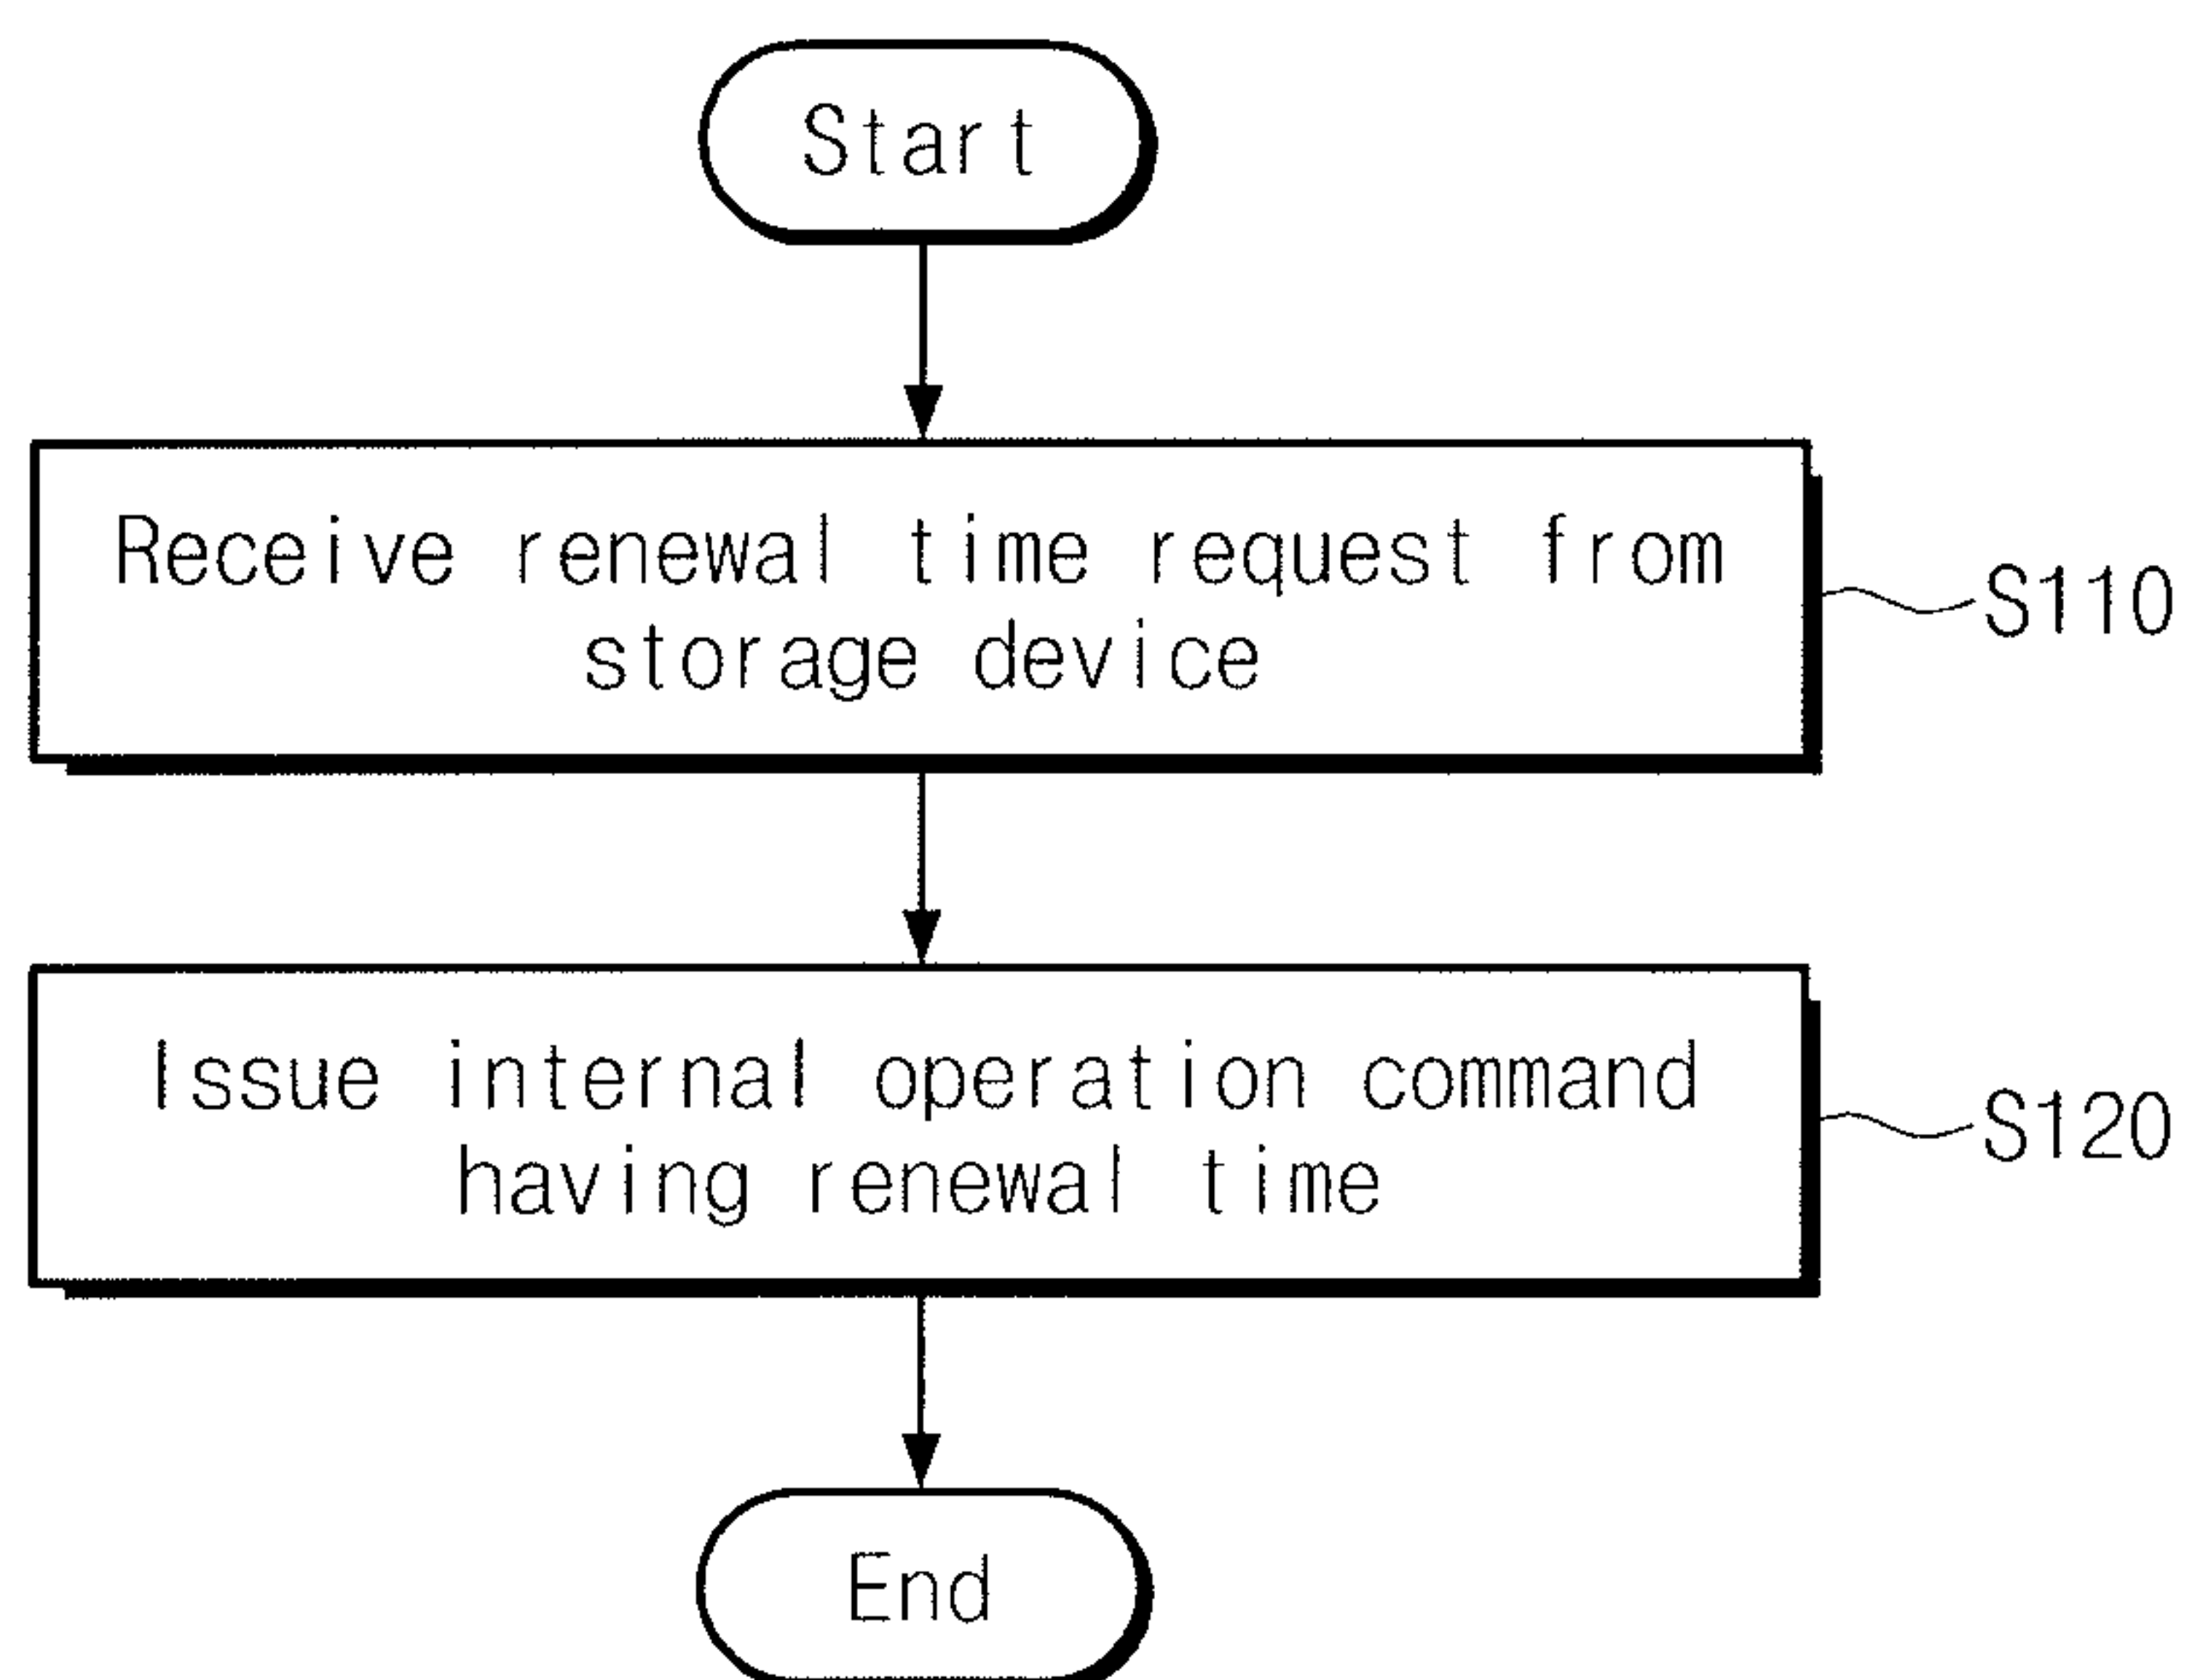 Start
Receive renewal time request from
storage device
S110
Issue internal operation command
having renewal time
S120
End